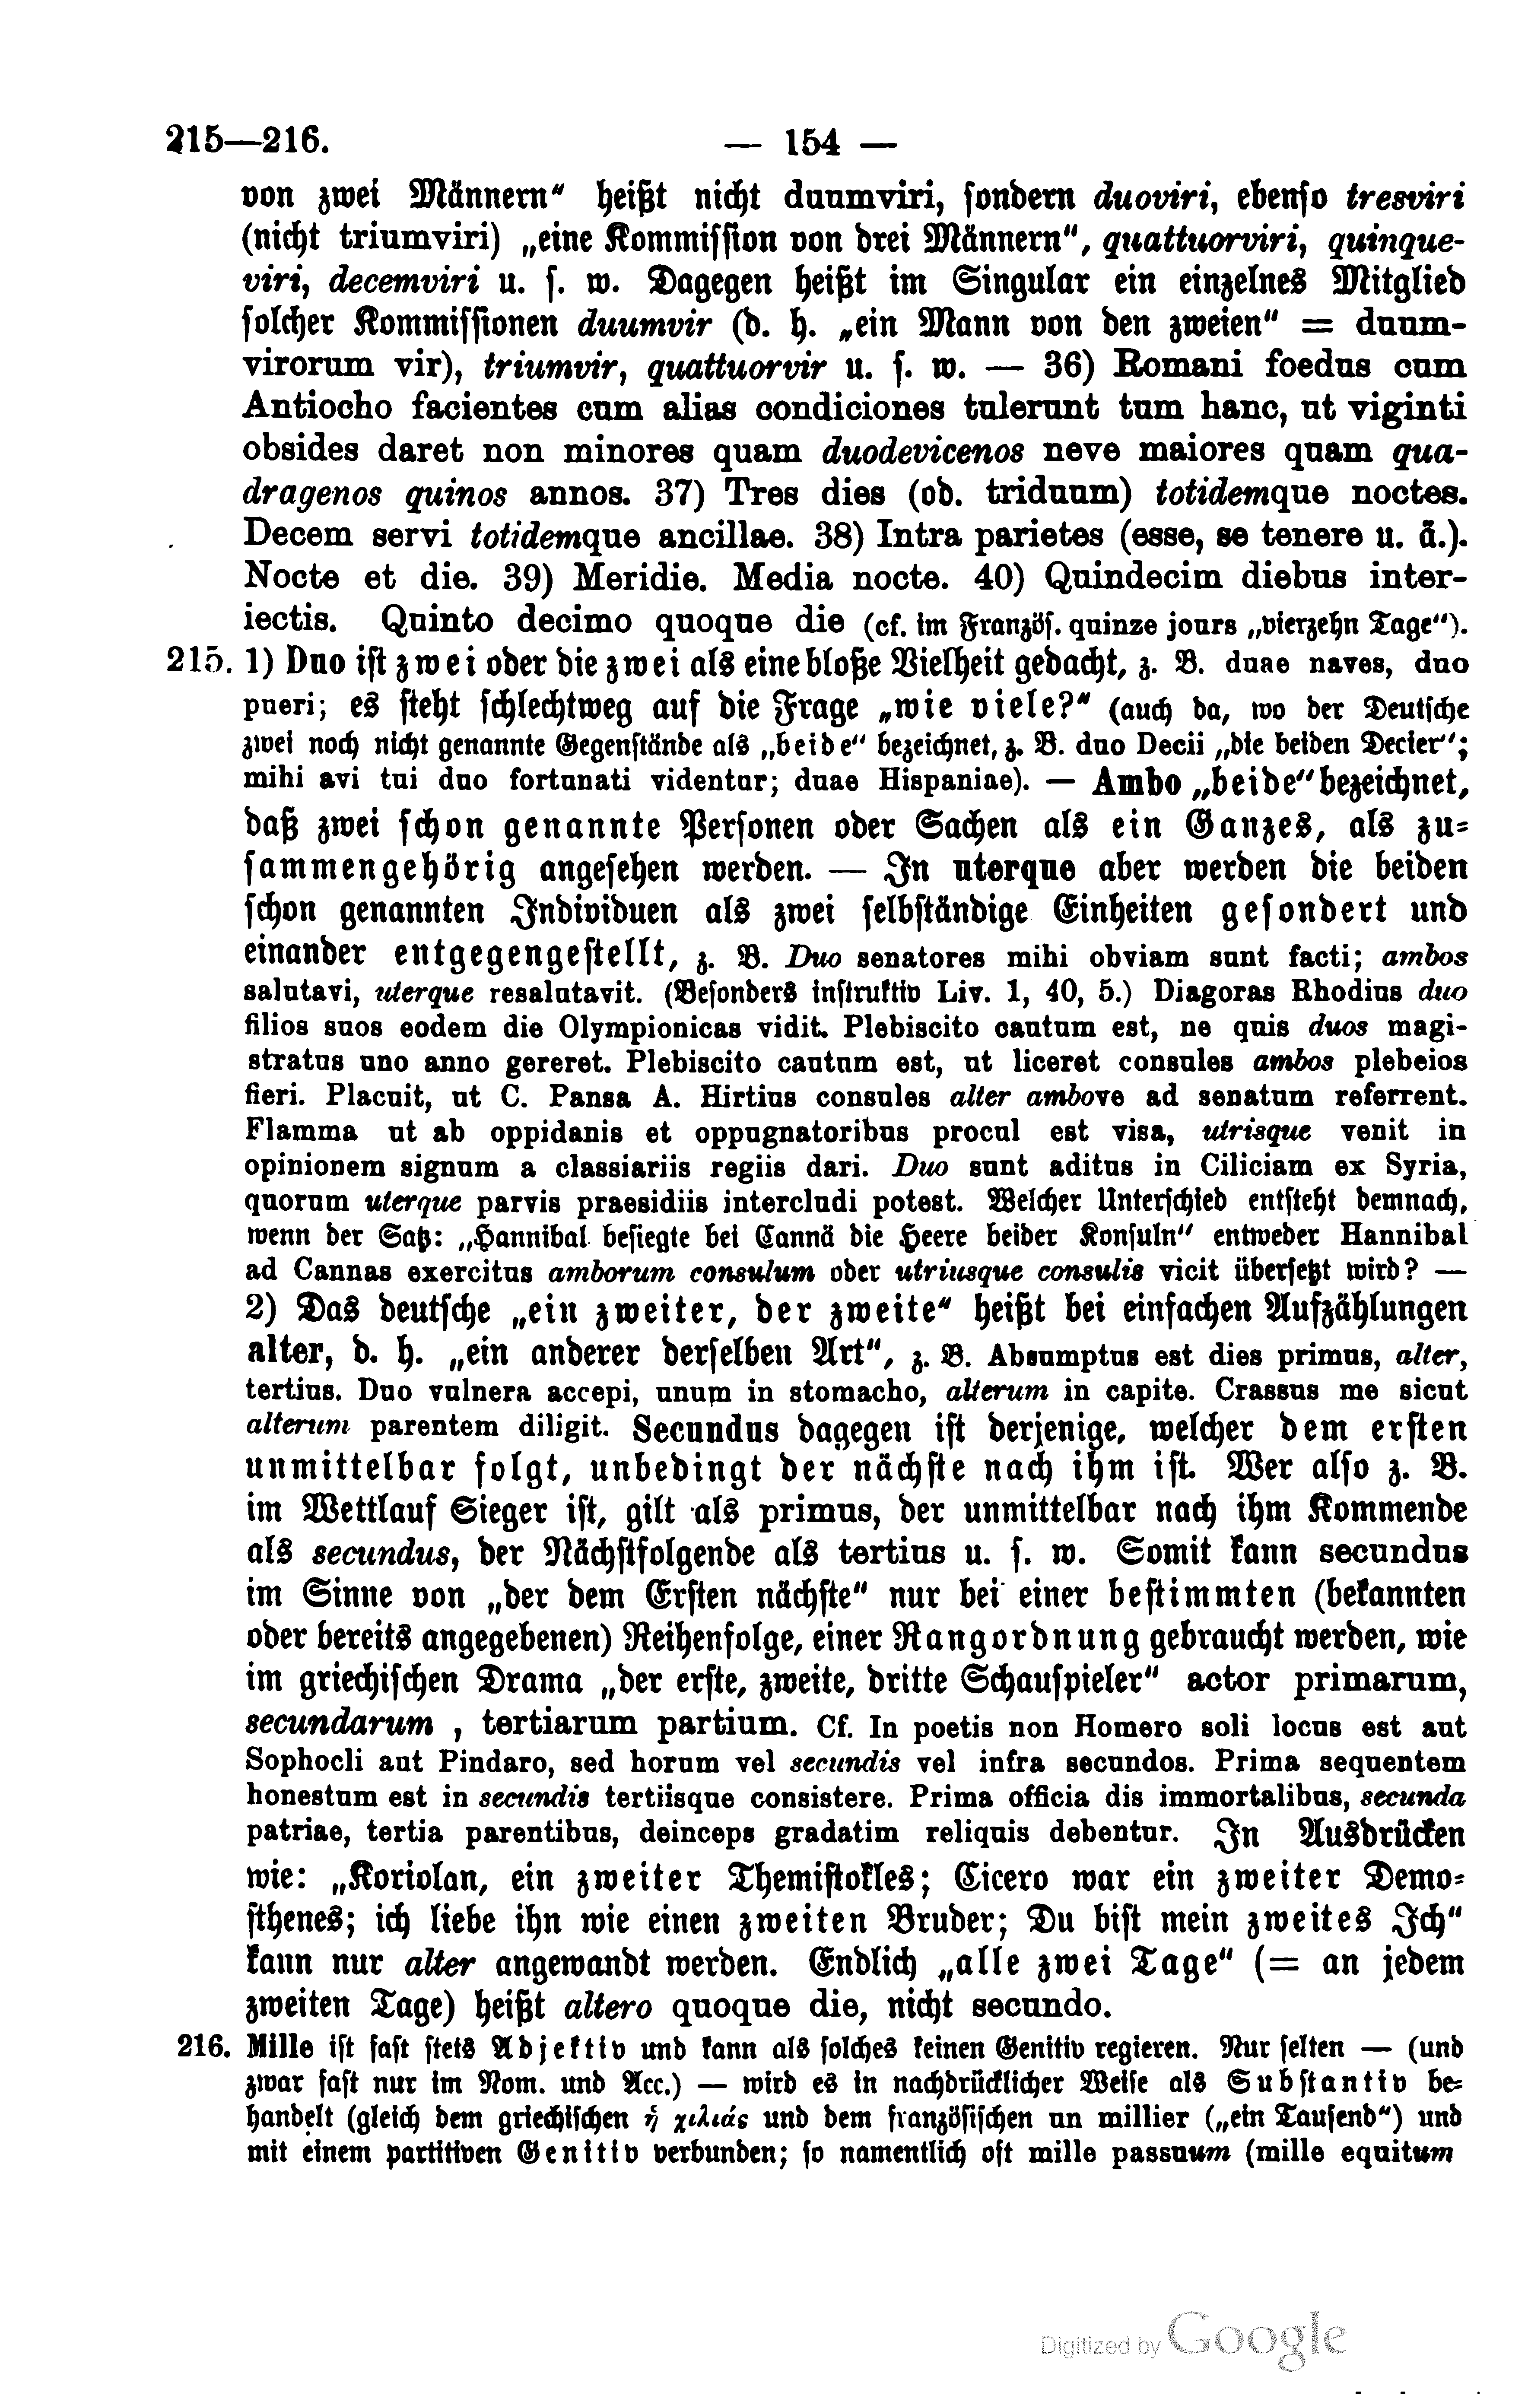 215—216.
— 154 —
von zwei Männern“ heißt nicht duumviri, sondern duoviri, ebenso tresviri
(nicht triumviri) „eine Kommission von drei Männern“, quattuorviri, quinque-
viri, decemviri u. s. w. Dagegen heißt im Singular ein einzelnes Mitglied
solcher Kommissionen duumvir (d. h. „ein Mann von den zweien“ = duum-
virorum vir), triumvir, quattuorvir u. s. w. — 36) Romani foedus cum
Antiocho facientes cum alias condiciones tulerunt tum hanc, ut viginti
obsides daret non minores quam duodevicenos neve maiores quam qua-
dragenos quinos annos. 37) Tres dies (od. triduum) totidemque noctes.
Decem servi totidemque ancillae. 38) Intra parietes (esse, se tenere u. ä.).
Nocte et die. 39) Meridie. Media nocte. 40) Quindecim diebus inter-
iectis. Quinto decimo quoque die (cf. im Französ. quinze jours „vierzehn Tage“).
215. 1) Duo ist zwei oder die zwei als eine bloße Vielheit gedacht, z. B. duae naves, duo
pueri; es steht schlechtweg auf die Frage „wie viele?“ (auch da, wo der Deutsche
zwei noch nicht genannte Gegenstände als „beide“ bezeichnet, z. B. duo Decii „die beiden Decier“;
mihi avi tui duo fortunati videntur; duae Hispaniae). — Ambo „beide“ bezeichnet,
daß zwei schon genannte Personen oder Sachen als ein Ganzes, als zu-
sammengehörig angesehen werden. — In uterque aber werden die beiden
schon genannten Individuen als zwei selbständige Einheiten gesondert und
einander entgegengestellt, z. B. Duo senatores mihi obviam sunt facti; ambos
salutavi, uterque resalutavit. (Besonders instruktiv Liv. 1, 40, 5.) Diagoras Rhodius duo
filios suos eodem die Olympionicas vidit. Plebiscito cautum est, ne quis duos magi-
stratus uno anno gereret. Plebiscito cautum est, ut liceret consules ambos plebeios
fieri. Placuit, ut C. Pansa A. Hirtius consules alter ambove ad senatum referrent.
Flamma ut ab oppidanis et oppugnatoribus procul est visa, utrisque venit in
opinionem signum a classiariis regiis dari. Duo sunt aditus in Ciliciam ex Syria,
quorum uterque parvis praesidiis intercludi potest. Welcher Unterschied entsteht demnach,
wenn der Satz: „Hannibal besiegte bei Cannä die Heere beider Konsuln“ entweder Hannibal
ad Cannas exercitus amborum consulum oder utriusque consulis vicit übersetzt wird? —
2) Das deutsche „ein zweiter, der zweite“ heißt bei einfachen Aufzählungen
alter, d. h. „ein anderer derselben Art“, z. B. Absumptus est dies primus, alter,
tertius. Duo vulnera accepi, unum in stomacho, alterum in capite. Crassus me sicut
alterum parentem diligit. Secundus dagegen ist derjenige, welcher dem ersten
unmittelbar folgt, unbedingt der nächste nach ihm ist. Wer also z. B.
im Wettlauf Sieger ist, gilt als primus, der unmittelbar nach ihm Kommende
als secundus, der Nächstfolgende als tertius u. s. w. Somit kann secundus
im Sinne von „der dem Ersten nächste“ nur bei einer bestimmten (bekannten
oder bereits angegebenen) Reihenfolge, einer Rangordnung gebraucht werden, wie
im griechischen Drama „der erste, zweite, dritte Schauspieler“ actor primarum,
secundarum , tertiarum partium. Cf. In poetis non Homero soli locus est aut
Sophocli aut Pindaro, sed horum vel secundis vel infra secundos. Prima sequentem
honestum est in secundis tertiisque consistere. Prima officia dis immortalibus, secunda
patriae, tertia parentibus, deinceps gradatim reliquis debentur. In Ausdrücken
wie: „Koriolan, ein zweiter Themistokles; Cicero war ein zweiter Demo-
sthenes; ich liebe ihn wie einen zweiten Bruder; Du bist mein zweites Ich“
kann nur alter angewandt werden. Endlich „alle zwei Tage“ (= an jedem
zweiten Tage) heißt altero quoque die, nicht secundo.
216. Mille ist fast stets Adjektiv und kann als solches keinen Genitiv regieren. Nur selten — (und
zwar fast nur im Nom. und Acc.) — wird es in nachdrücklicher Weise als Substantiv be-
handelt (gleich dem griechischen ἡ χιλιάς und dem französischen un millier („ein Tausend“) und
mit einem partitiven Genitiv verbunden; so namentlich oft mille passuum (mille equitum
Digitized by Google